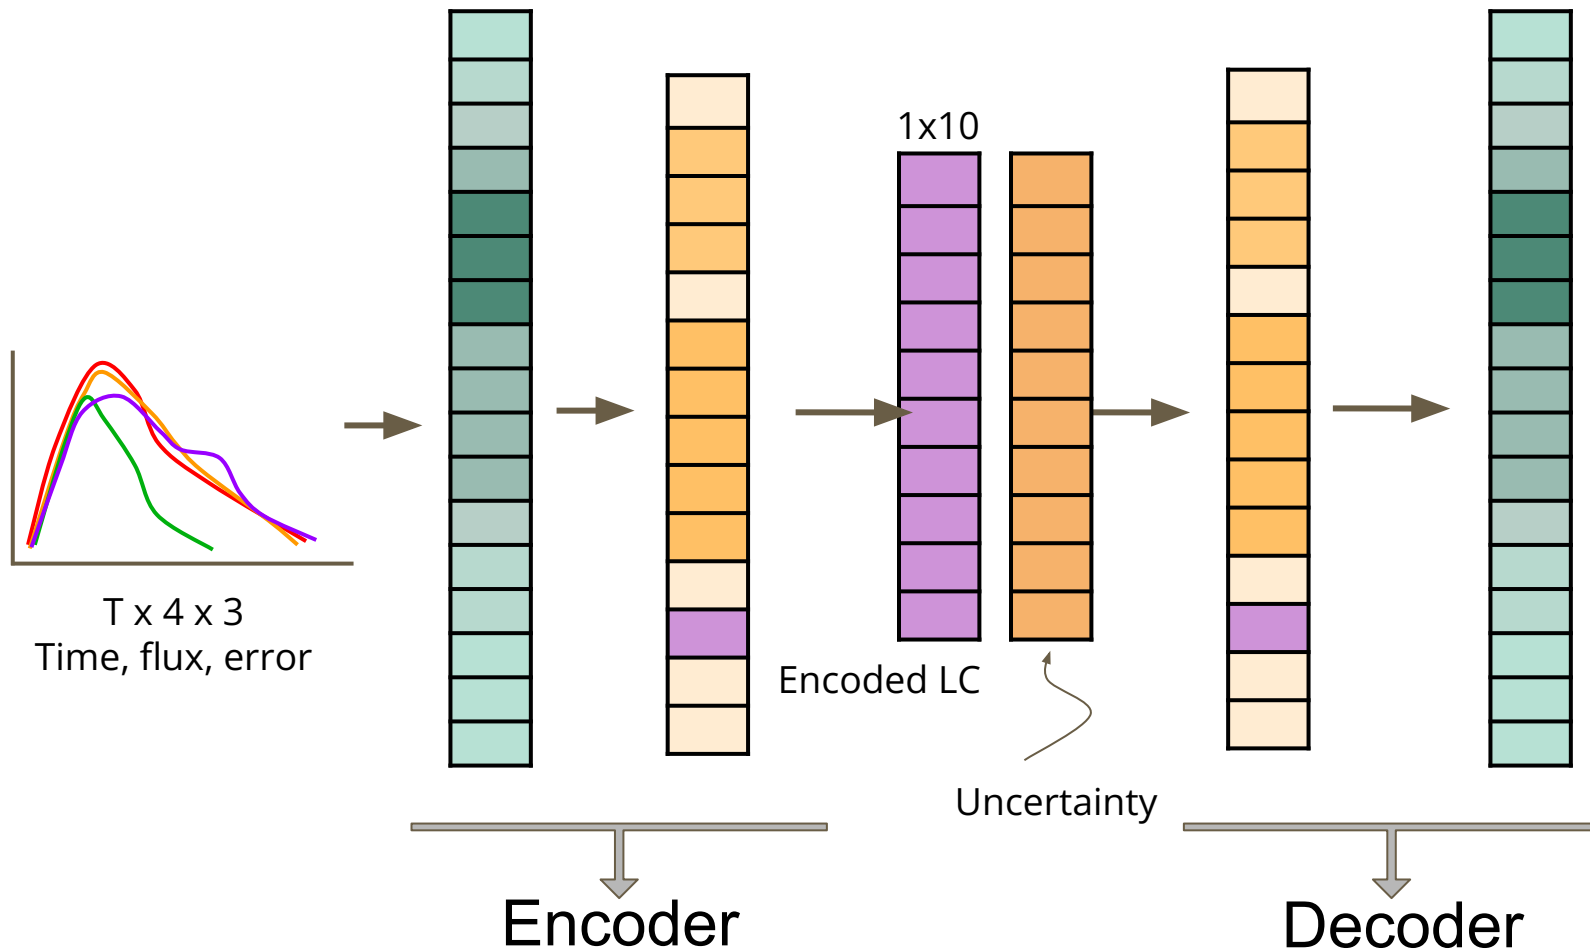 1x10
T x 4 x 3
Time, flux, error
Encoded LC
Uncertainty
Encoder
Decoder